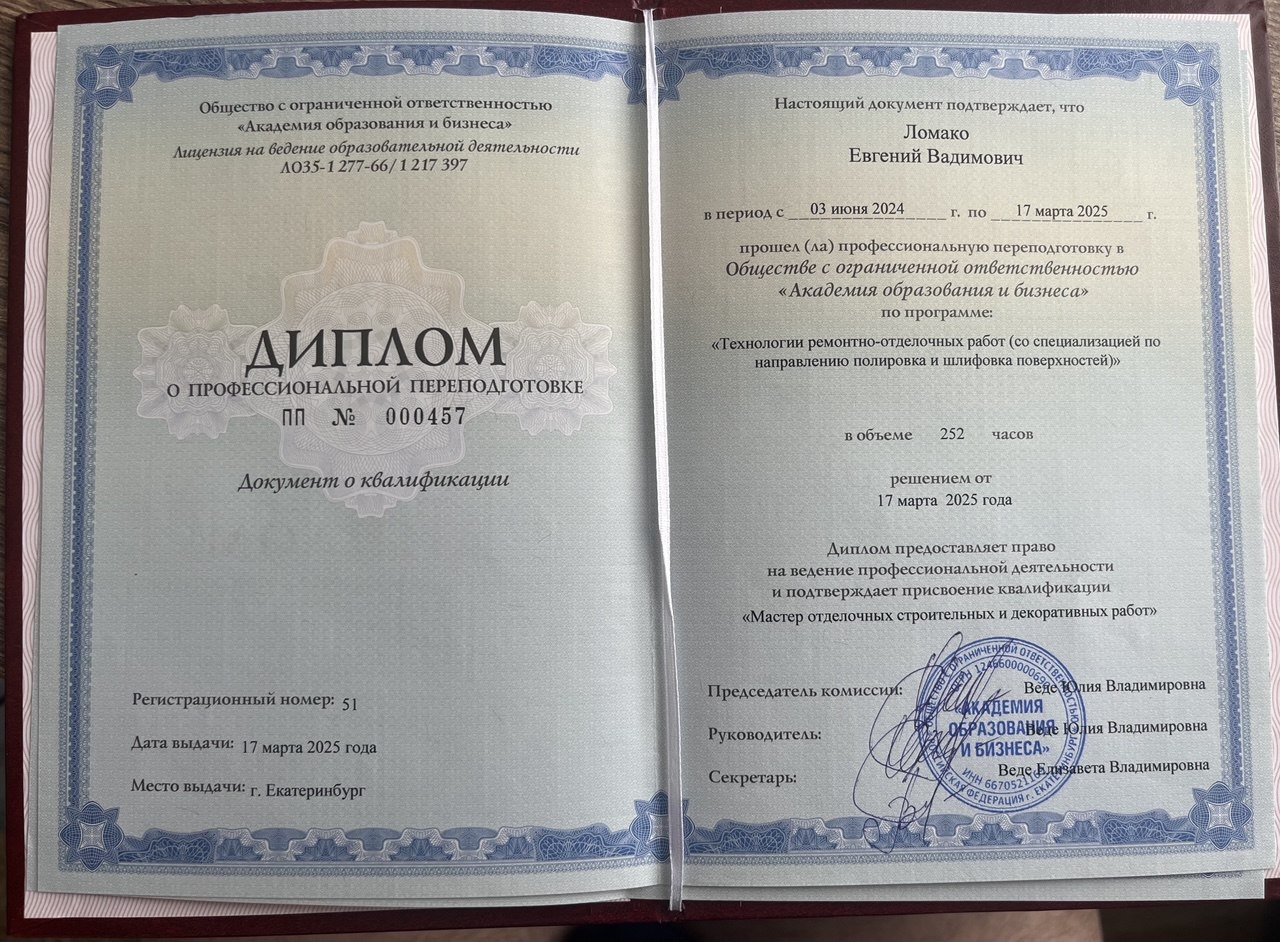 Общество с ограниченной ответственностью
«Академия образования и бизнеса»
Лицензия на ведение образовательной деятельности
ЛО35-1 277-66/ 1 217 397
ДИПЛОМ
О ПРОФЕССИОНАЛЬНОЙ ПЕРЕПОДГОТОВКЕ
ПП № 000457
Документ о квалификации
Регистрационный номер: 51
Дата выдачи: 17 марта 2025 года
Место выдачи: г. Екатеринбург
Настоящий документ подтверждает, что
Ломако
Евгений Вадимович
в период с 03 июня 2024 г. по 17 марта 2025 г.
прошел (ла) профессиональную переподготовку в
Обществе с ограниченной ответственностью
«Академия образования и бизнеса»
по программе:
«Технологии ремонтно-отделочных работ (со специализацией по
направлению полировка и шлифовка поверхностей)»
в объеме 252 часов
решением от
17 марта 2025 года
Диплом предоставляет право
на ведение профессиональной деятельности
и подтверждает присвоение квалификации
«Мастер отделочных строительных и декоративных работ»
Председатель комиссии: Веде Юлия Владимировна
Руководитель: Веде Юлия Владимировна
Секретарь: Веде Елизавета Владимировна
АКАДЕМИЯ
ОБРАЗОВАНИЯ
И БИЗНЕСА»